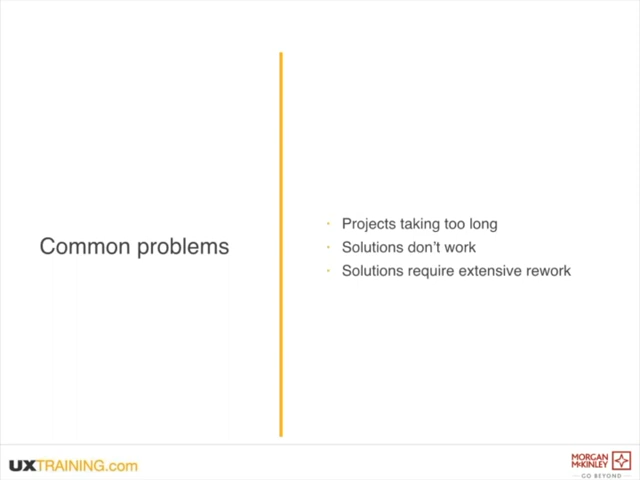 Common problems
Projects taking too long
Solutions don't work
Solutions require extensive rework
UXTRAINING.com
MORGAN
McKINLEY
GO BEYOND